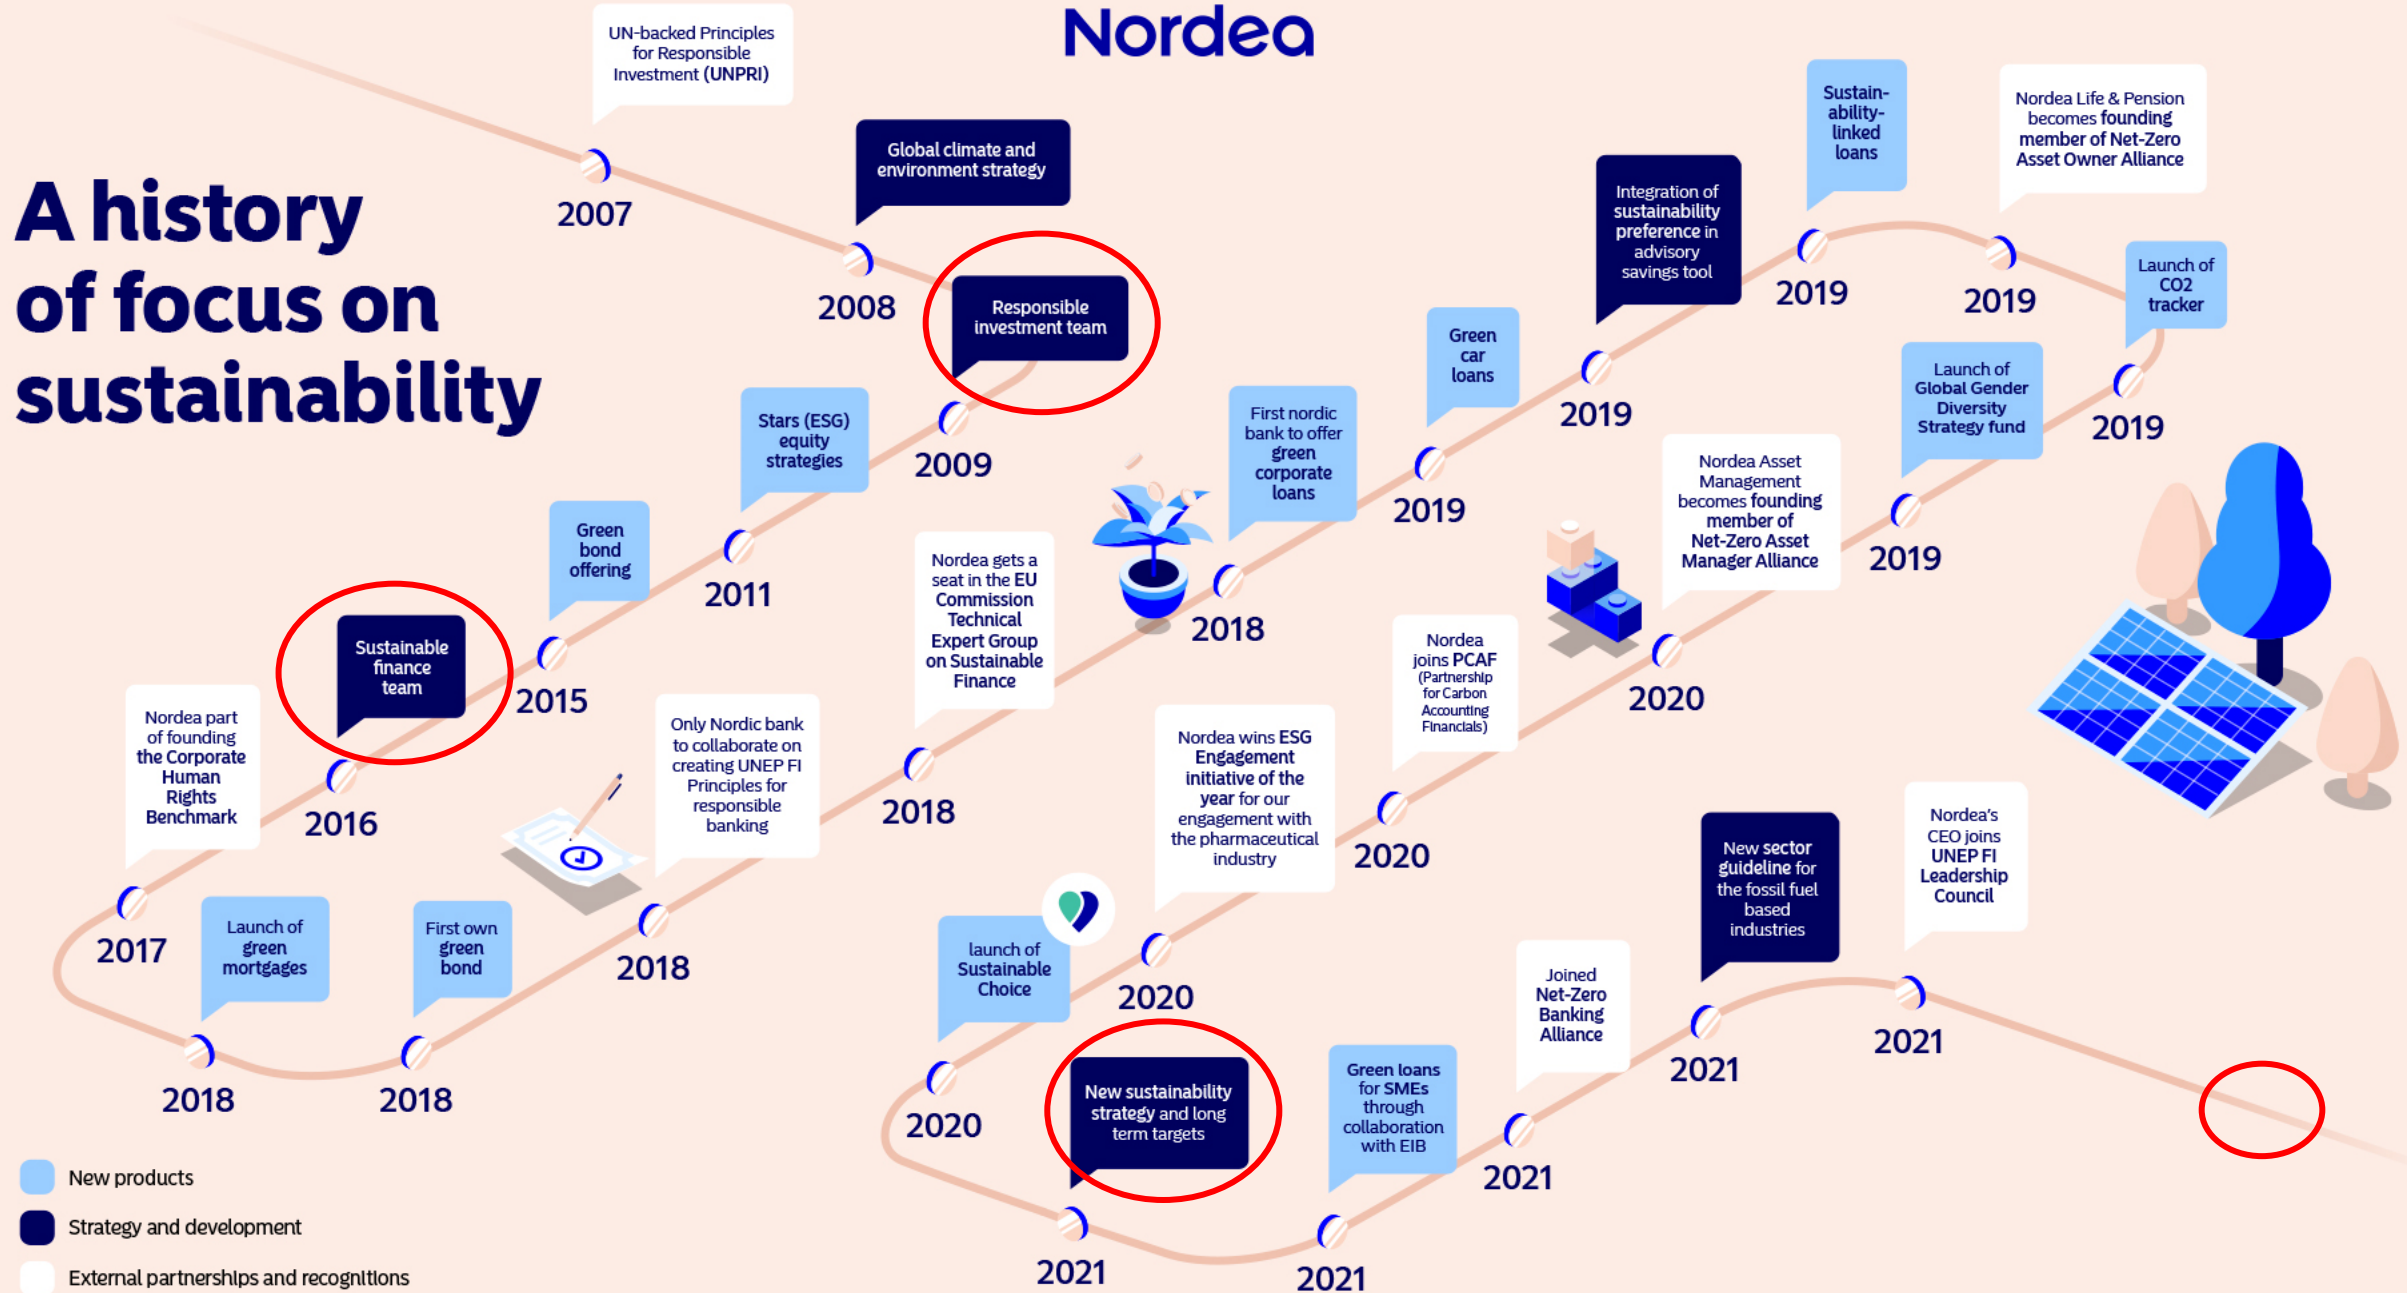 Nordea
A history
of focus on
sustainability
UN-backed Principles
for Responsible
Investment (UNPRI)
2007
Global climate and
environment strategy
2008
Responsible
investment team
2009
Stars (ESG)
equity
strategies
2011
Green
bond
offering
2015
Sustainable
finance
team
2016
Nordea part
of founding
the Corporate
Human
Rights
Benchmark
2017
Launch of
green
mortgages
2018
First own
green
bond
2018
Only Nordic bank
to collaborate on
creating UNEP FI
Principles for
responsible
banking
2018
Nordea gets a
seat in the EU
Commission
Technical
Expert Group
on Sustainable
Finance
2018
First nordic
bank to offer
green
corporate
loans
2018
Green
car
loans
2019
Integration of
sustainability
preference in
advisory
savings tool
2019
Sustain-
ability-
linked
loans
2019
Nordea Life & Pension
becomes founding
member of Net-Zero
Asset Owner Alliance
2019
Launch of
CO2
tracker
2019
Launch of
Global Gender
Diversity
Strategy fund
2019
Nordea Asset
Management
becomes founding
member of
Net-Zero Asset
Manager Alliance
2020
Nordea
joins PCAF
(Partnership
for Carbon
Accounting
Financials)
2020
Nordea wins ESG
Engagement
initiative of the
year for our
engagement with
the pharmaceutical
industry
2020
launch of
Sustainable
Choice
2020
New sustainability
strategy and long
term targets
2021
Green loans
for SMEs
through
collaboration
with EIB
2021
Joined
Net-Zero
Banking
Alliance
2021
New sector
guideline for
the fossil fuel
based
industries
2021
Nordea's
CEO joins
UNEP FI
Leadership
Council
2021
New products
Strategy and development
External partnerships and recognitions